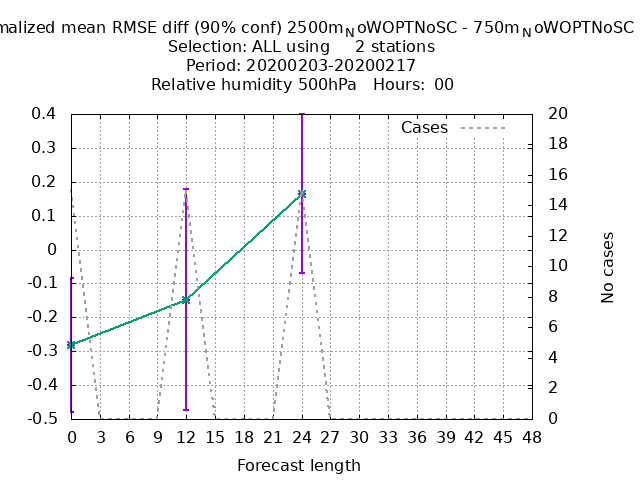 malized mean RMSE diff (90% conf) 2500mNoWOPTNoSC - 750mNoWOPTNoSC
Selection: ALL using 2 stations
Period: 20200203-20200217
Relative humidity 500hPa Hours: 00
Cases
0.4
0.3
0.2
0.1
0
-0.1
-0.2
-0.3
-0.4
-0.5
20
18
16
14
12
10
8
6
4
2
0
No cases
0 3 6 9 12 15 18 21 24 27 30 33 36 39 42 45 48
Forecast length